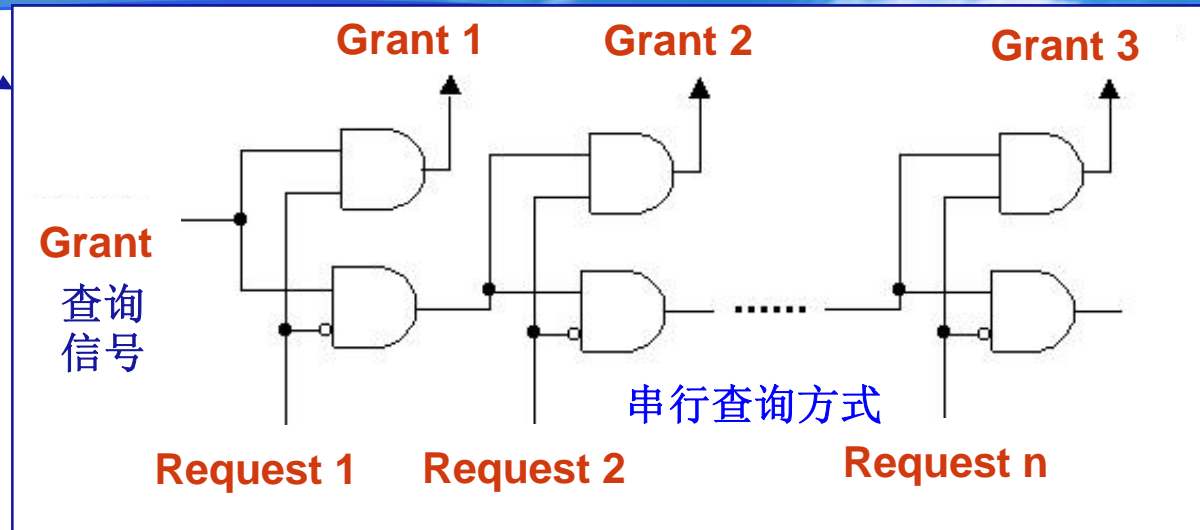 Grant 1
Grant 2
Grant 3
Grant
查询
信号
......
串行查询方式
Request 1
Request 2
Request n